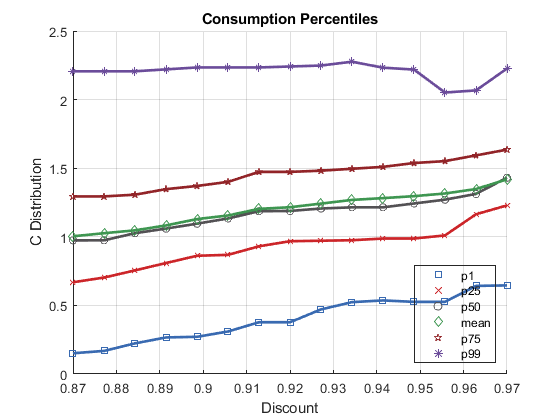 Consumption Percentiles
2.5
2
1.5
1
0.5
0
C Distribution
p1
p25
p50
mean
p75
p99
0.87 0.88 0.89 0.9 0.91 0.92 0.93 0.94 0.95 0.96 0.97
Discount